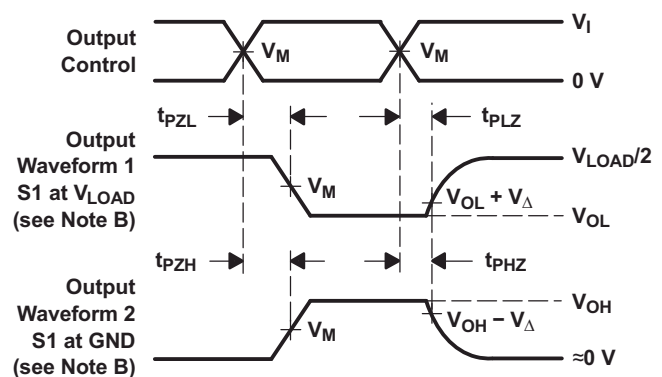 Output
Control
V_M
V_M
V_I
0 V
t_PZL
t_PLZ
Output
Waveform 1
S1 at V_LOAD
(see Note B)
V_M
V_LOAD/2
V_OL + V_Δ
V_OL
t_PZH
t_PHZ
Output
Waveform 2
S1 at GND
(see Note B)
V_M
V_OH
V_OH − V_Δ
≈0 V